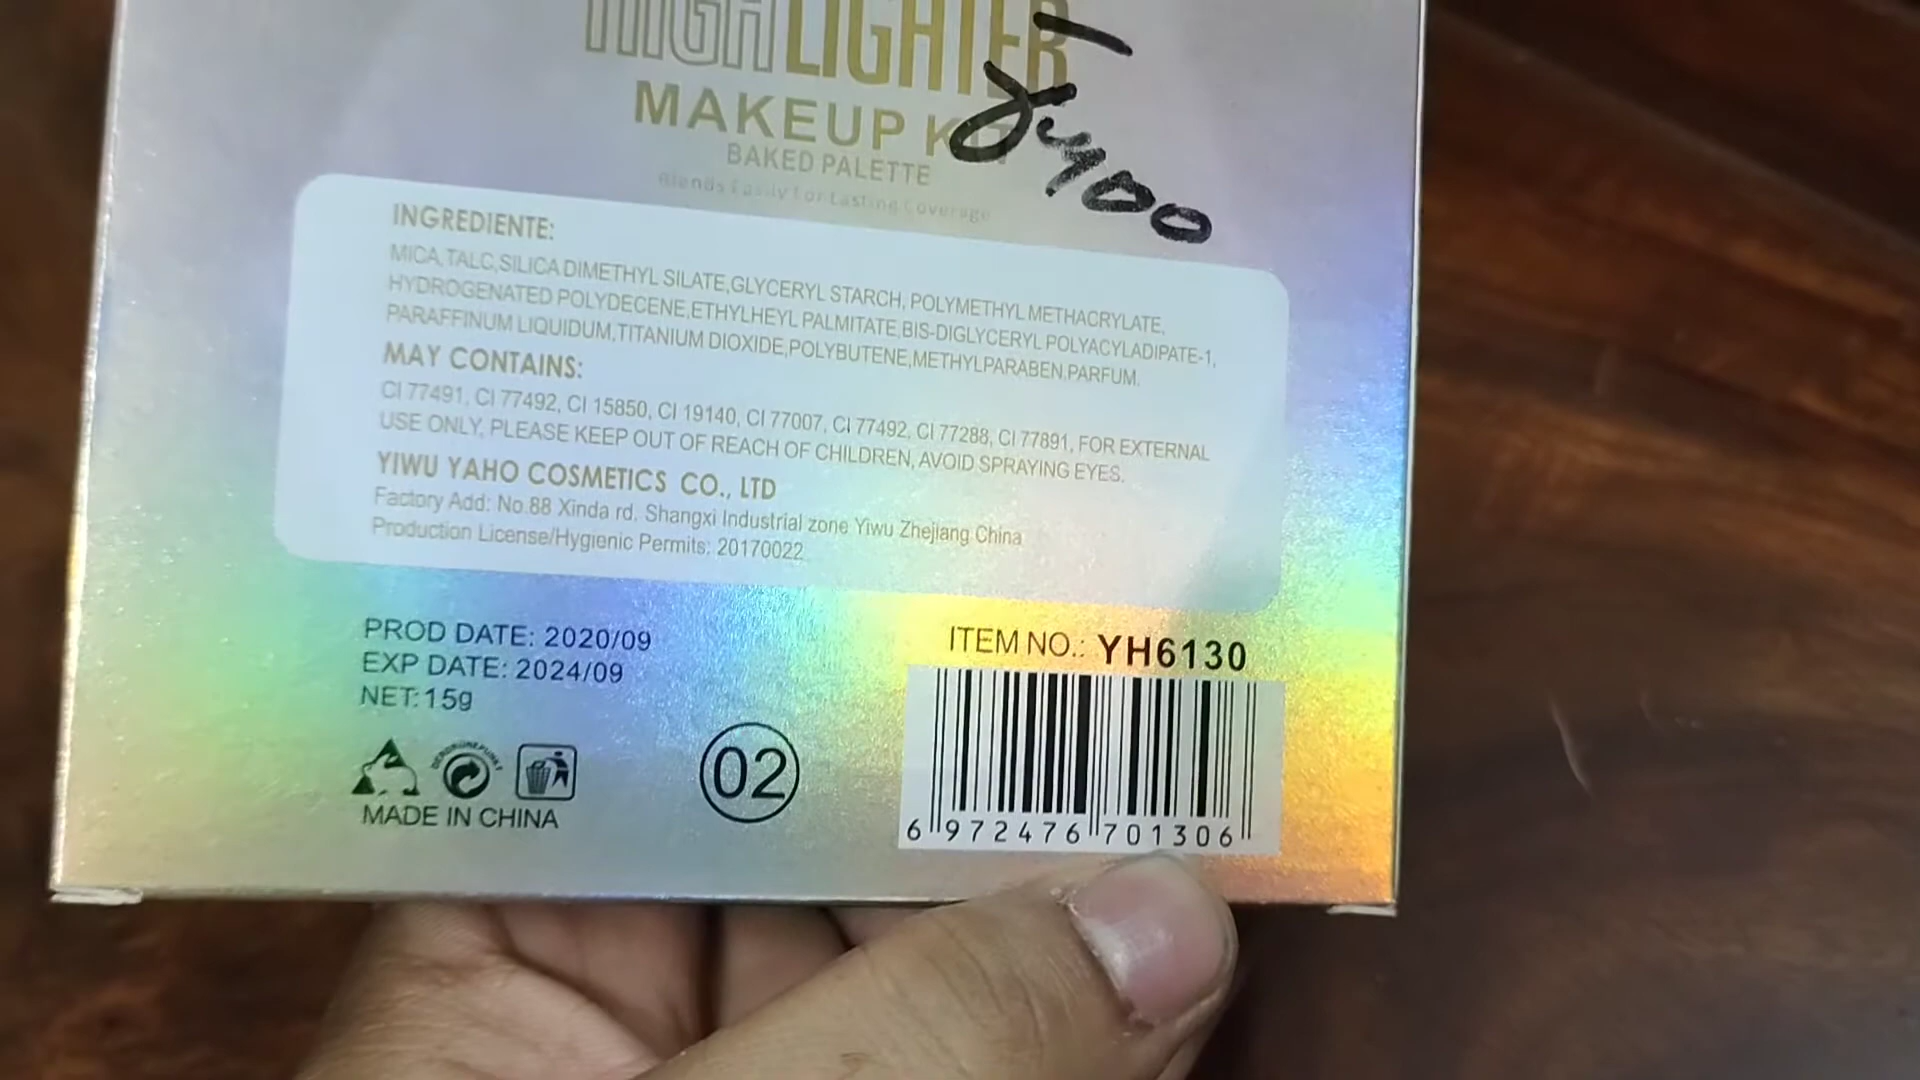 HIGHLIGHTER
MAKEUP KIT
BAKED PALETTE
Blends Easily For Lasting Coverage
INGREDIENTE:
MICA,TALC,SILICA DIMETHYL SILATE,GLYCERYL STARCH, POLYMETHYL METHACRYLATE,
HYDROGENATED POLYDECENE,ETHYLHEYL PALMITATE,BIS-DIGLYCERYL POLYACYLADIPATE-1,
PARAFFINUM LIQUIDUM,TITANIUM DIOXIDE,POLYBUTENE,METHYLPARABEN.PARFUM.
MAY CONTAINS:
CI 77491, CI 77492, CI 15850, CI 19140, CI 77007, CI 77492, CI 77288, CI 77891, FOR EXTERNAL
USE ONLY, PLEASE KEEP OUT OF REACH OF CHILDREN, AVOID SPRAYING EYES.
YIWU YAHO COSMETICS CO., LTD
Factory Add: No.88 Xinda rd, Shangxi Industrial zone Yiwu Zhejiang China
Production License/Hygienic Permits: 20170022
PROD DATE: 2020/09
EXP DATE: 2024/09
NET: 15g
MADE IN CHINA
02
ITEM NO.: YH6130
6 972476 701306